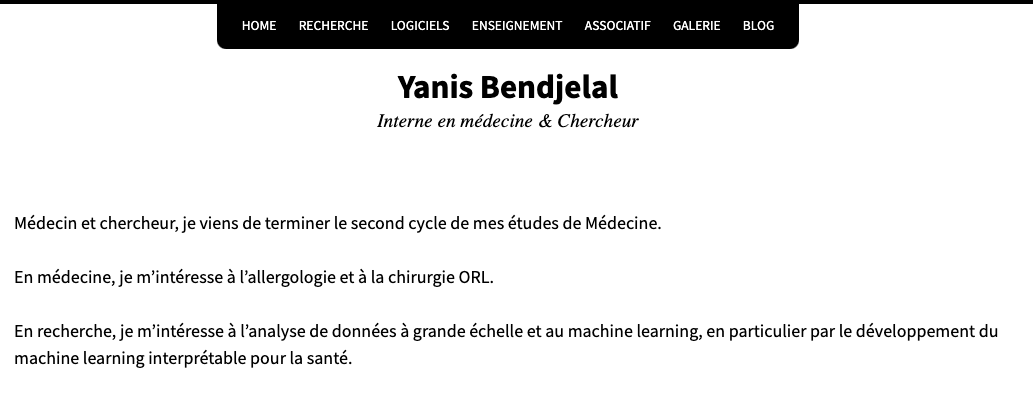 HOME RECHERCHE LOGICIELS ENSEIGNEMENT ASSOCIATIF GALERIE BLOG
Yanis Bendjelal
Interne en médecine & Chercheur
Médecin et chercheur, je viens de terminer le second cycle de mes études de Médecine.
En médecine, je m’intéresse à l’allergologie et à la chirurgie ORL.
En recherche, je m’intéresse à l’analyse de données à grande échelle et au machine learning, en particulier par le développement du
machine learning interprétable pour la santé.